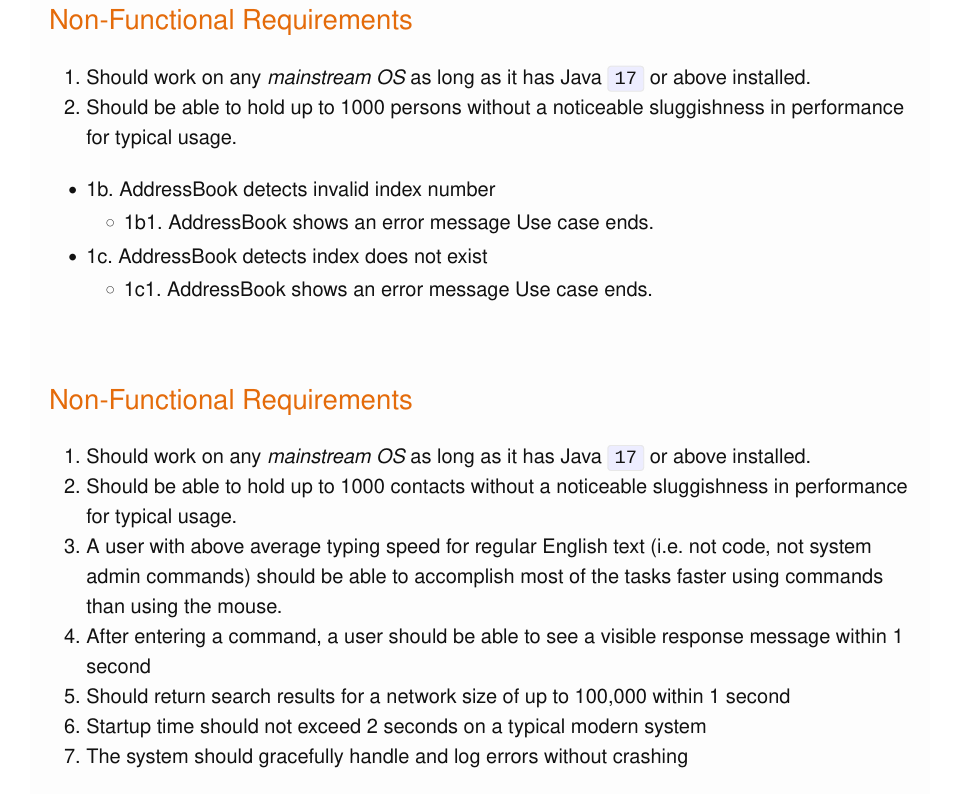 Non-Functional Requirements
1. Should work on any mainstream OS as long as it has Java 17 or above installed.
2. Should be able to hold up to 1000 persons without a noticeable sluggishness in performance
for typical usage.
• 1b. AddressBook detects invalid index number
◦ 1b1. AddressBook shows an error message Use case ends.
• 1c. AddressBook detects index does not exist
◦ 1c1. AddressBook shows an error message Use case ends.
Non-Functional Requirements
1. Should work on any mainstream OS as long as it has Java 17 or above installed.
2. Should be able to hold up to 1000 contacts without a noticeable sluggishness in performance
for typical usage.
3. A user with above average typing speed for regular English text (i.e. not code, not system
admin commands) should be able to accomplish most of the tasks faster using commands
than using the mouse.
4. After entering a command, a user should be able to see a visible response message within 1
second
5. Should return search results for a network size of up to 100,000 within 1 second
6. Startup time should not exceed 2 seconds on a typical modern system
7. The system should gracefully handle and log errors without crashing